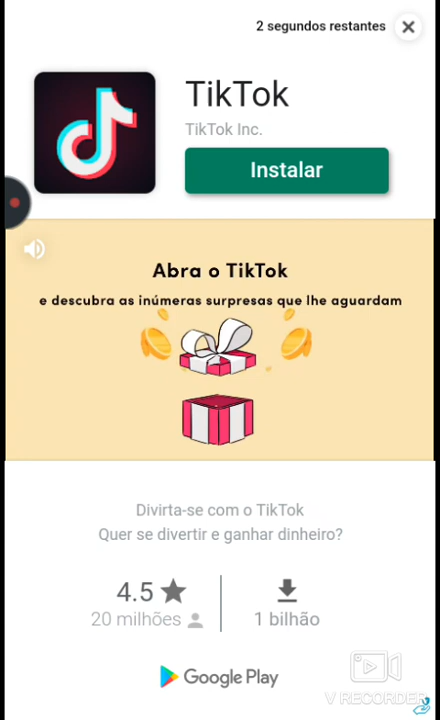 2 segundos restantes
TikTok
TikTok Inc.
Instalar
Abra o TikTok
e descubra as inúmeras surpresas que lhe aguardam
Divirta-se com o TikTok
Quer se divertir e ganhar dinheiro?
4.5
20 milhões
1 bilhão
Google Play
V RECORDER